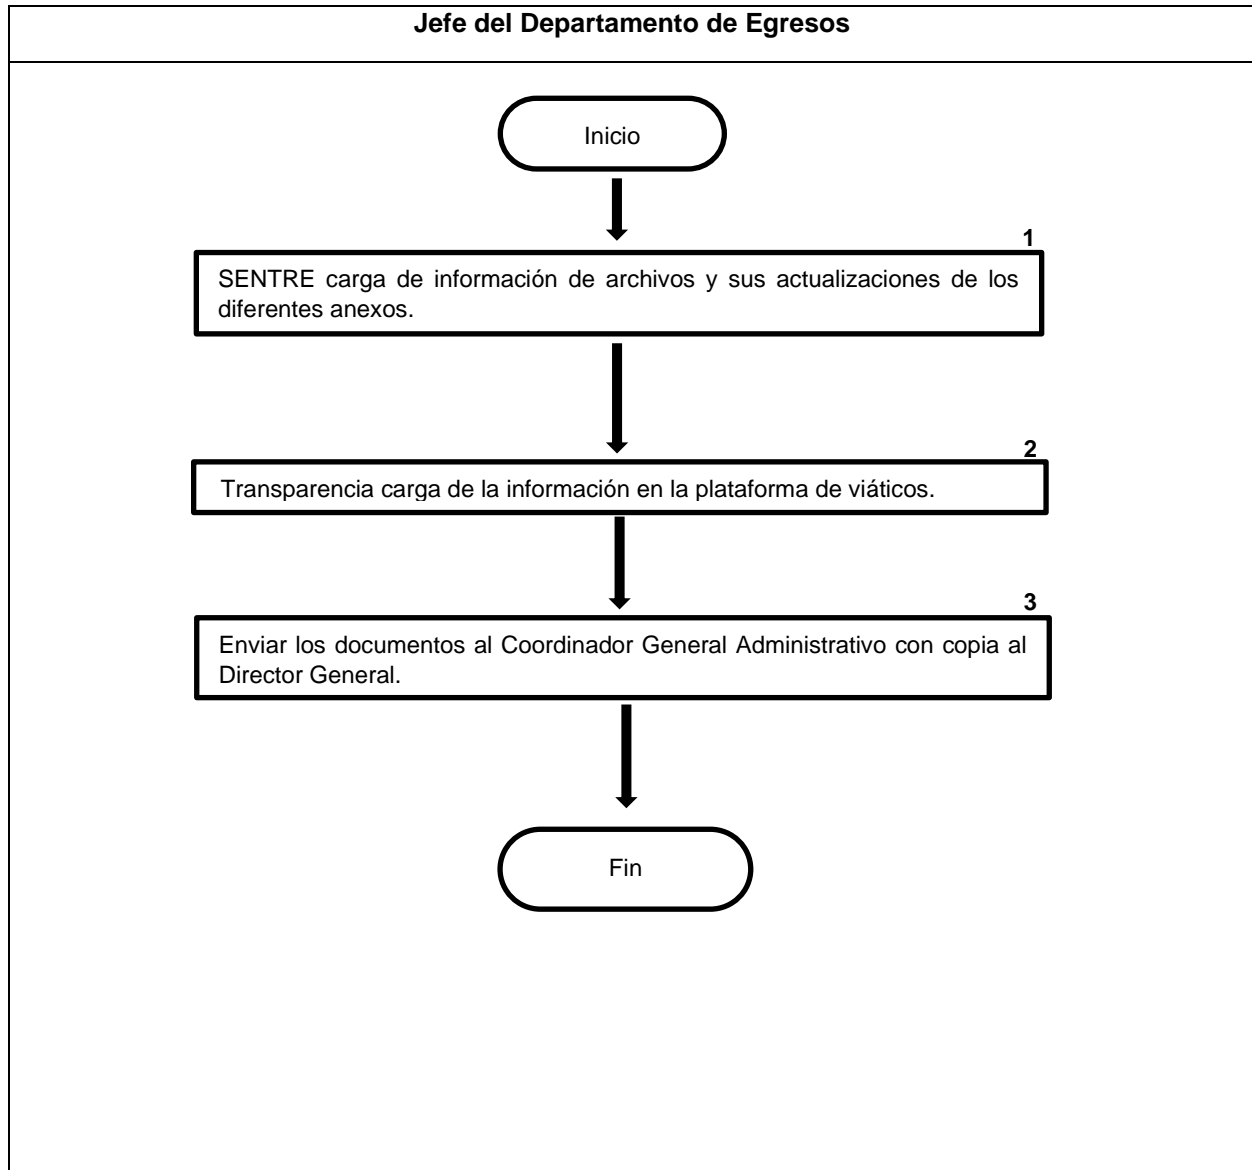 Jefe del Departamento de Egresos
Inicio
1
SENTRE carga de información de archivos y sus actualizaciones de los
diferentes anexos.
2
Transparencia carga de la información en la plataforma de viáticos.
3
Enviar los documentos al Coordinador General Administrativo con copia al
Director General.
Fin